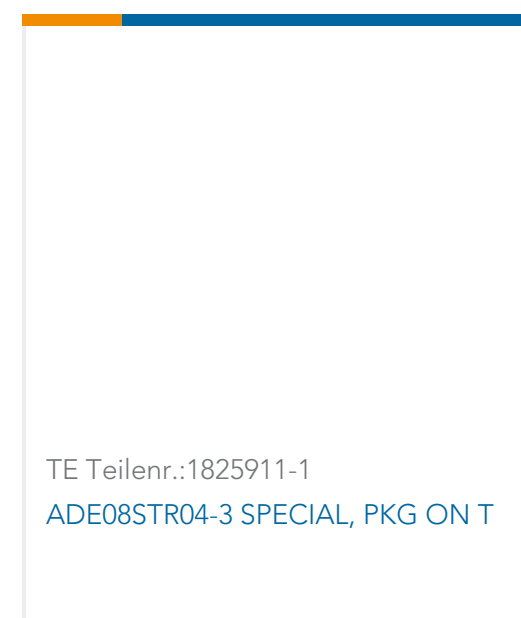 TE Teilenr.:1825911-1
ADE08STR04-3 SPECIAL, PKG ON T